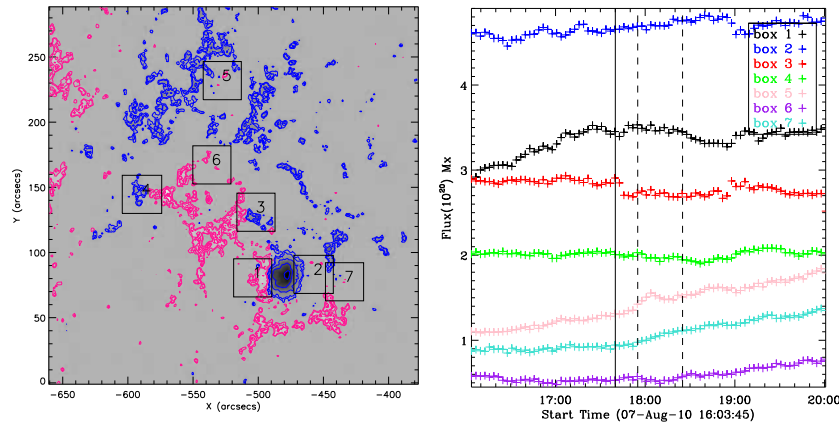 250
200
150
100
50
0
Y (arcsecs)
-650
-600
-550
-500
-450
-400
X (arcsecs)
5
6
4
3
1
2
7
4
3
2
1
Flux(10²⁰) Mx
box 1 +
box 2 +
box 3 +
box 4 +
box 5 +
box 6 +
box 7 +
17:00
18:00
19:00
20:00
Start Time (07-Aug-10 16:03:45)